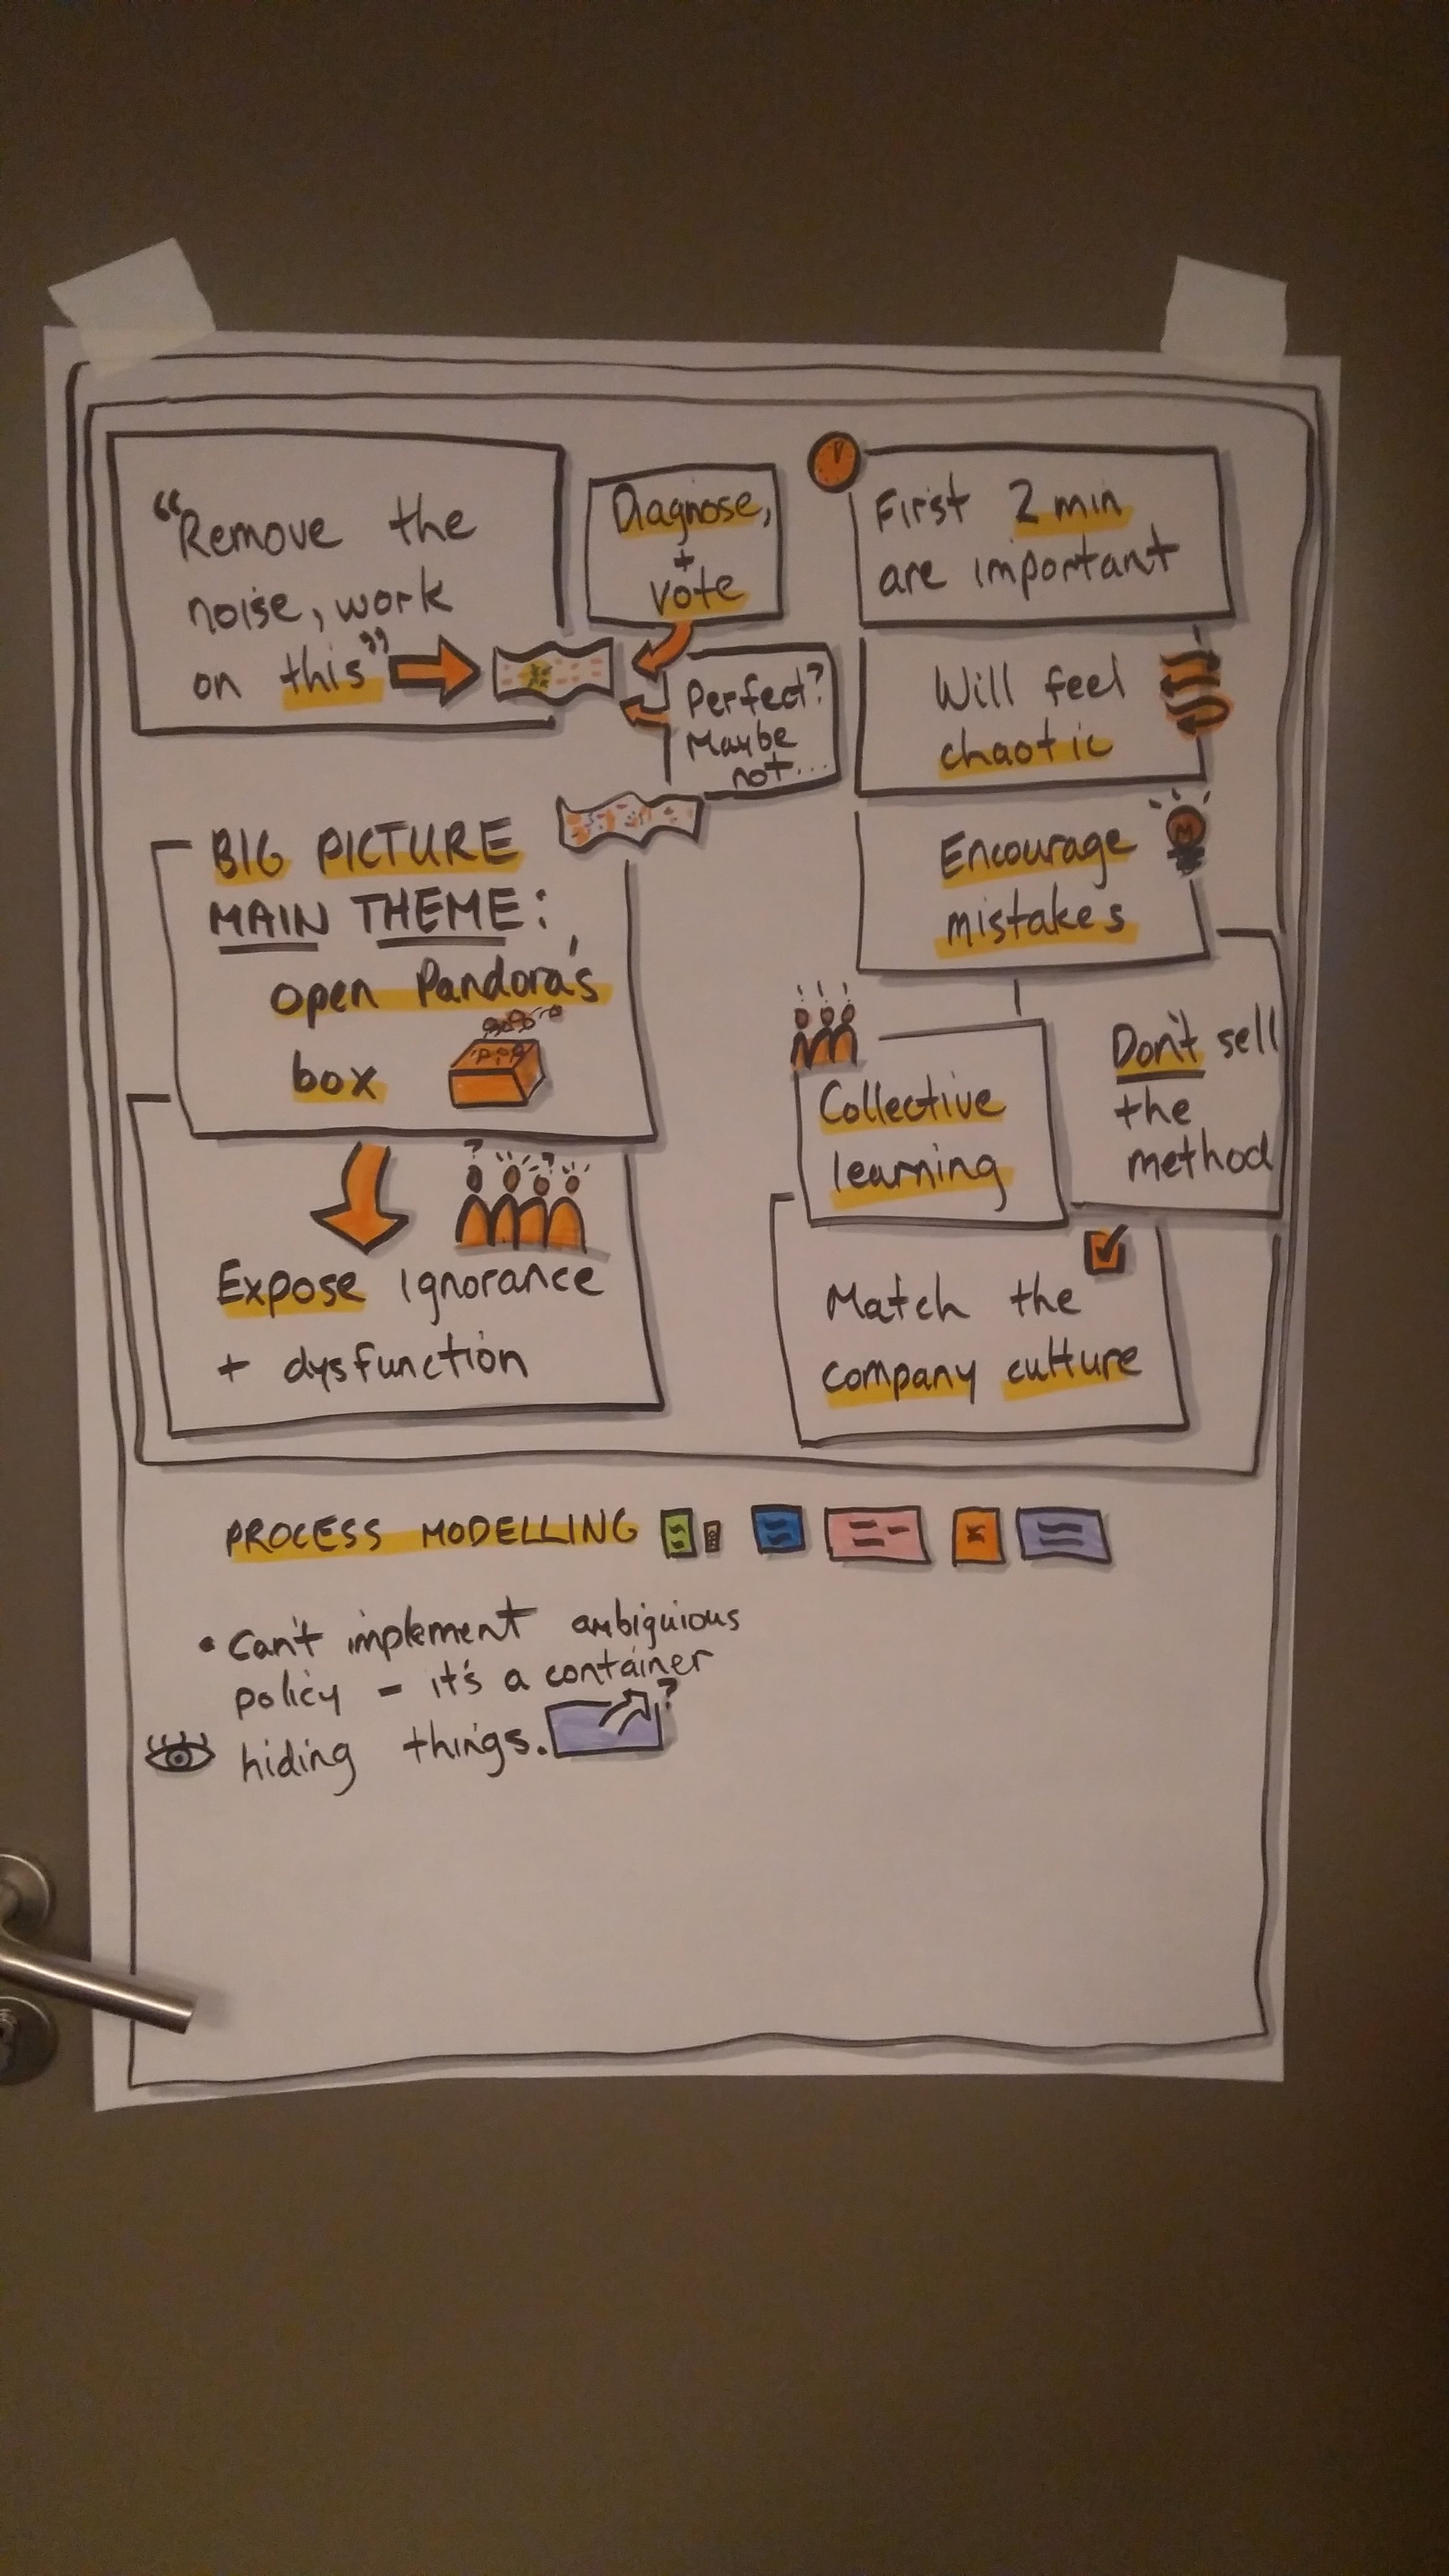 “Remove the
noise, work
on this”
Diagnose,
+
vote
Perfect?
Maybe
not...
First 2 min
are important
Will feel
chaotic
Encourage
mistakes
BIG PICTURE
MAIN THEME:
open Pandora's
box
Expose ignorance
+ dysfunction
Collective
learning
Don't sell
the
method
Match the
company culture
PROCESS MODELLING
• Can't implement ambiguious
policy - it's a container
hiding things.
?